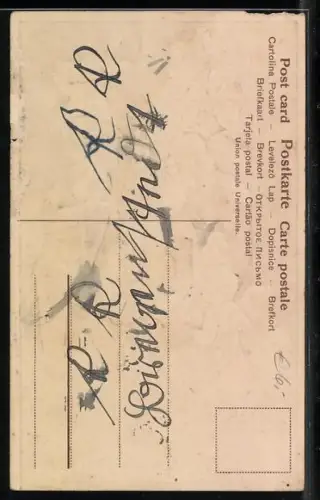 Post card Postkarte Carte postale
Cartolina Postale — Levelező Lap — Dopisnice — Brefkort
Briefkaart — Brevkort — ОТКРЫТОЕ ПИСЬМО
Tarjeta postal — Cartão postal
Union postale Universelle.
R R
R R
€ 6,-